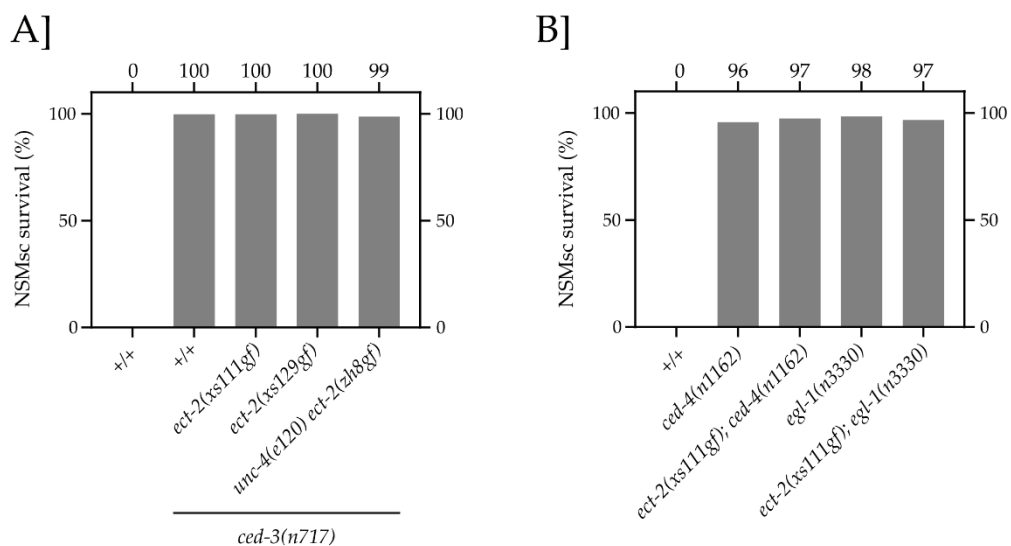 A]
0 100 100 100 99
NSMsc survival (%)
100 100
50 50
0 0
+/+
+/+
ect-2(xs111gf)
ect-2(xs129gf)
unc-4(e120) ect-2(zh8gf)
ced-3(n717)
B]
0 96 97 98 97
NSMsc survival (%)
100 100
50 50
0 0
+/+
ced-4(n1162)
ect-2(xs111gf); ced-4(n1162)
egl-1(n3330)
ect-2(xs111gf); egl-1(n3330)